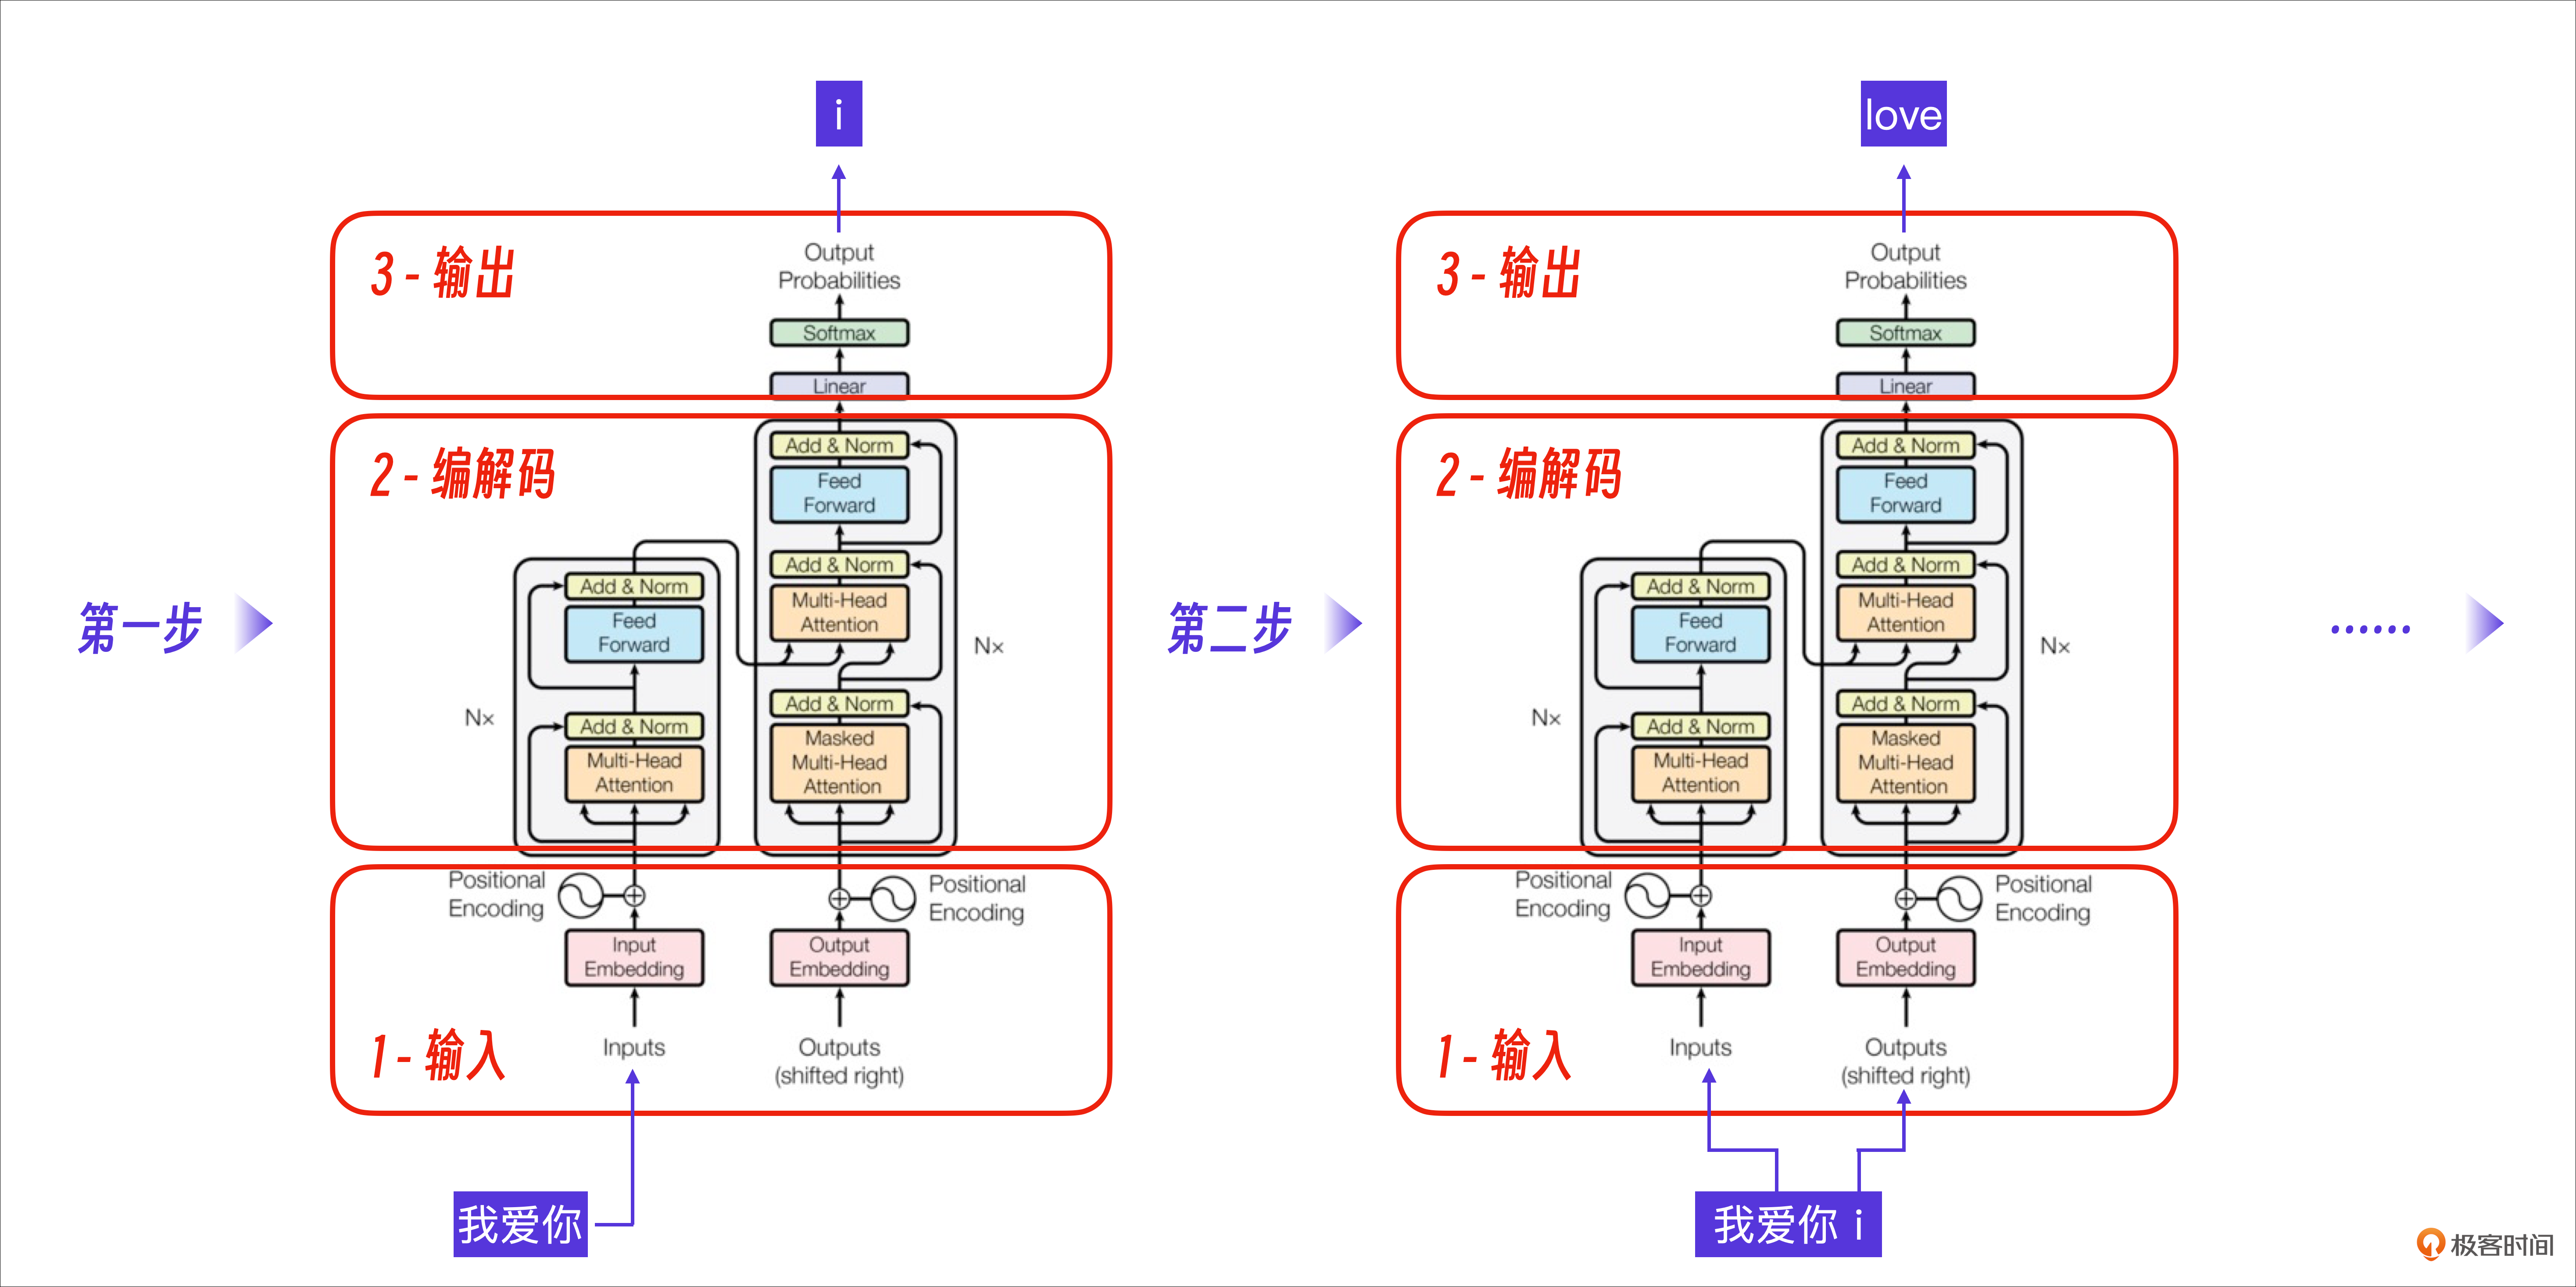 第一步
i
3 - 输出
Output
Probabilities
Softmax
Linear
2 - 编解码
Add & Norm
Feed
Forward
Add & Norm
Multi-Head
Attention
Nx
Add & Norm
Masked
Multi-Head
Attention
Add & Norm
Feed
Forward
Nx
Add & Norm
Multi-Head
Attention
1 - 输入
Positional
Encoding
Positional
Encoding
Input
Embedding
Output
Embedding
Inputs
Outputs
(shifted right)
我爱你
第二步
love
3 - 输出
Output
Probabilities
Softmax
Linear
2 - 编解码
Add & Norm
Feed
Forward
Add & Norm
Multi-Head
Attention
Nx
Add & Norm
Masked
Multi-Head
Attention
Add & Norm
Feed
Forward
Nx
Add & Norm
Multi-Head
Attention
1 - 输入
Positional
Encoding
Positional
Encoding
Input
Embedding
Output
Embedding
Inputs
Outputs
(shifted right)
我爱你 i
......
极客时间